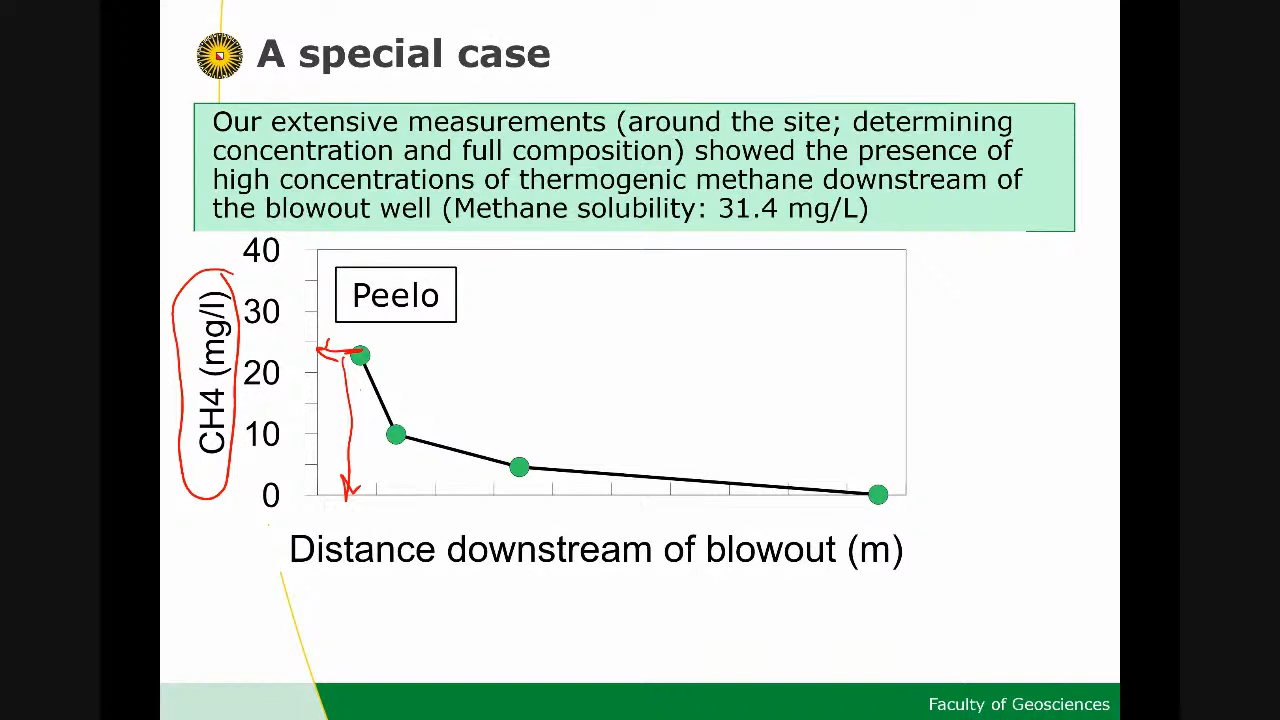 A special case
Our extensive measurements (around the site; determining
concentration and full composition) showed the presence of
high concentrations of thermogenic methane downstream of
the blowout well (Methane solubility: 31.4 mg/L)
40
Peelo
30
20
10
0
CH4 (mg/l)
Distance downstream of blowout (m)
Faculty of Geosciences